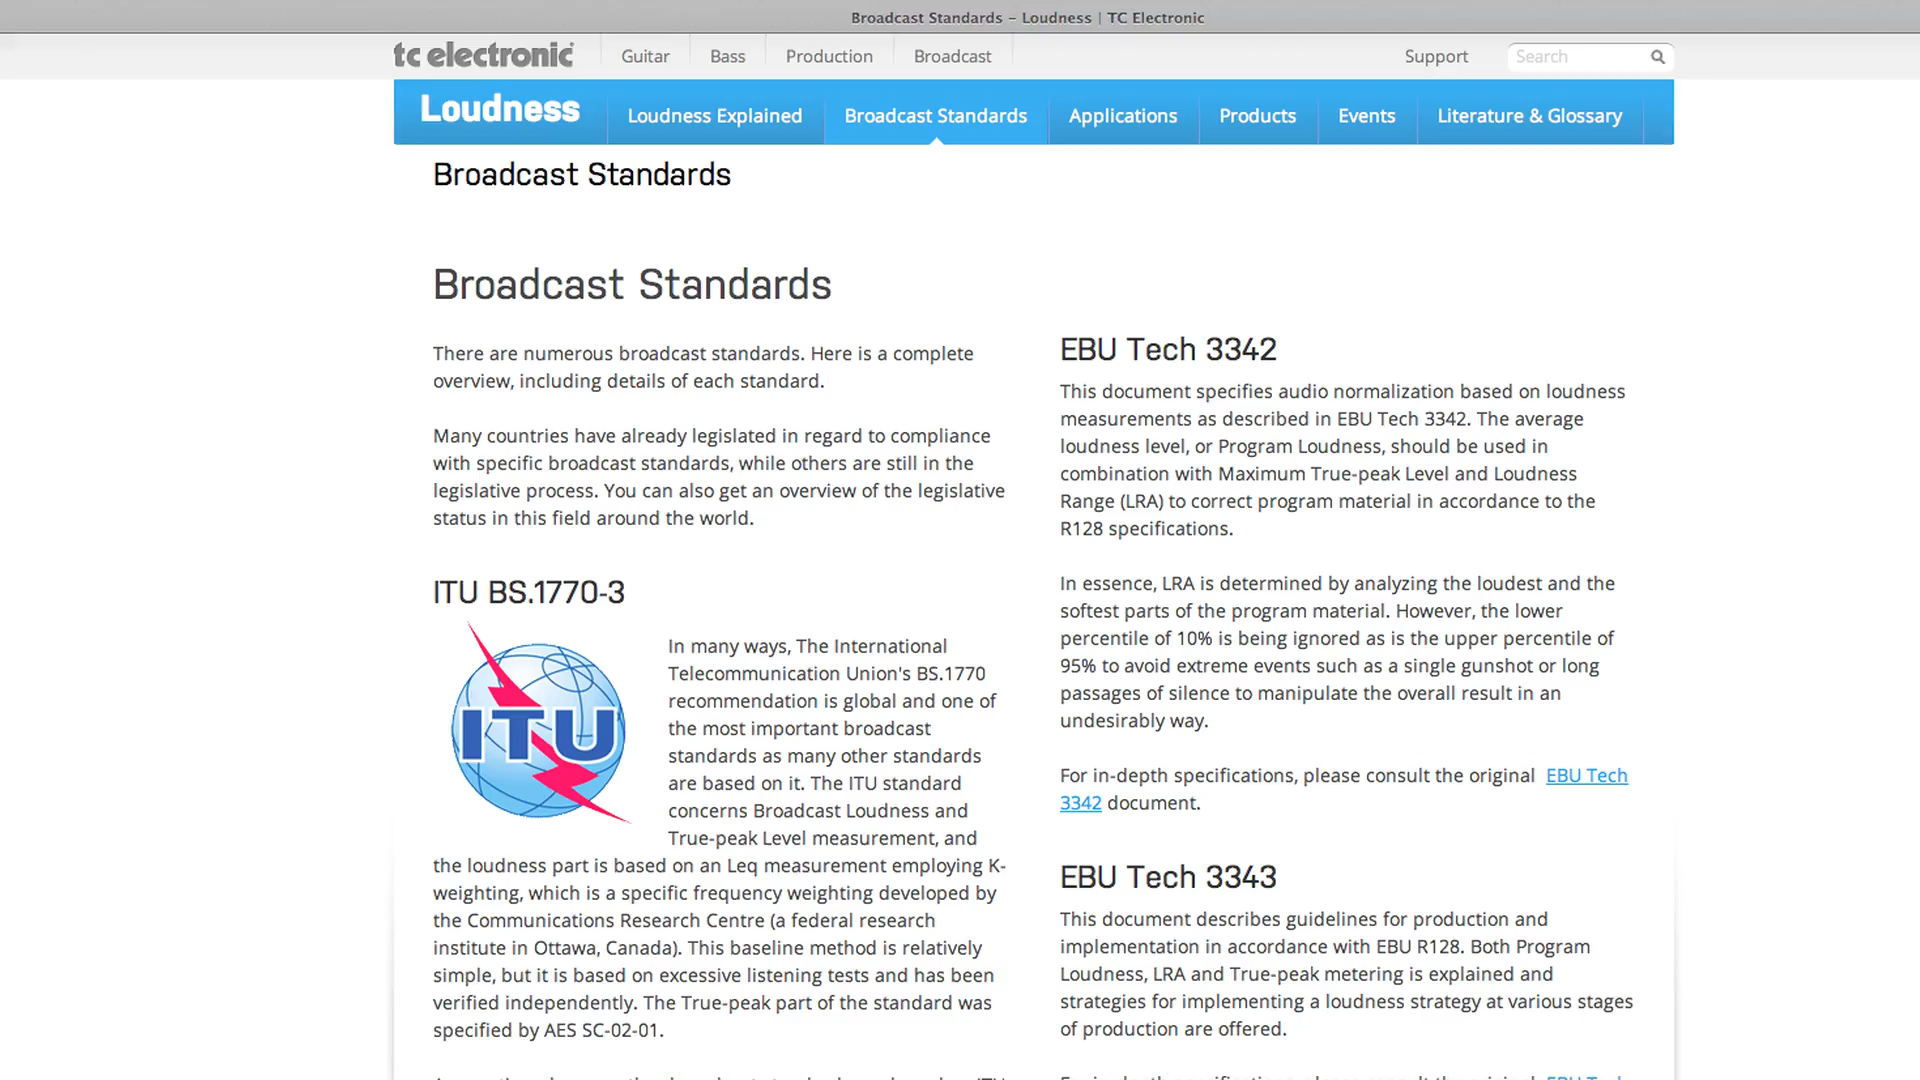 Broadcast Standards – Loudness | TC Electronic
tc electronic
Guitar
Bass
Production
Broadcast
Support
Search
Loudness
Loudness Explained
Broadcast Standards
Applications
Products
Events
Literature & Glossary
Broadcast Standards
Broadcast Standards
There are numerous broadcast standards. Here is a complete
overview, including details of each standard.
Many countries have already legislated in regard to compliance
with specific broadcast standards, while others are still in the
legislative process. You can also get an overview of the legislative
status in this field around the world.
ITU BS.1770-3
ITU
In many ways, The International
Telecommunication Union's BS.1770
recommendation is global and one of
the most important broadcast
standards as many other standards
are based on it. The ITU standard
concerns Broadcast Loudness and
True-peak Level measurement, and
the loudness part is based on an Leq measurement employing K-
weighting, which is a specific frequency weighting developed by
the Communications Research Centre (a federal research
institute in Ottawa, Canada). This baseline method is relatively
simple, but it is based on excessive listening tests and has been
verified independently. The True-peak part of the standard was
specified by AES SC-02-01.
EBU Tech 3342
This document specifies audio normalization based on loudness
measurements as described in EBU Tech 3342. The average
loudness level, or Program Loudness, should be used in
combination with Maximum True-peak Level and Loudness
Range (LRA) to correct program material in accordance to the
R128 specifications.
In essence, LRA is determined by analyzing the loudest and the
softest parts of the program material. However, the lower
percentile of 10% is being ignored as is the upper percentile of
95% to avoid extreme events such as a single gunshot or long
passages of silence to manipulate the overall result in an
undesirably way.
For in-depth specifications, please consult the original EBU Tech
3342 document.
EBU Tech 3343
This document describes guidelines for production and
implementation in accordance with EBU R128. Both Program
Loudness, LRA and True-peak metering is explained and
strategies for implementing a loudness strategy at various stages
of production are offered.